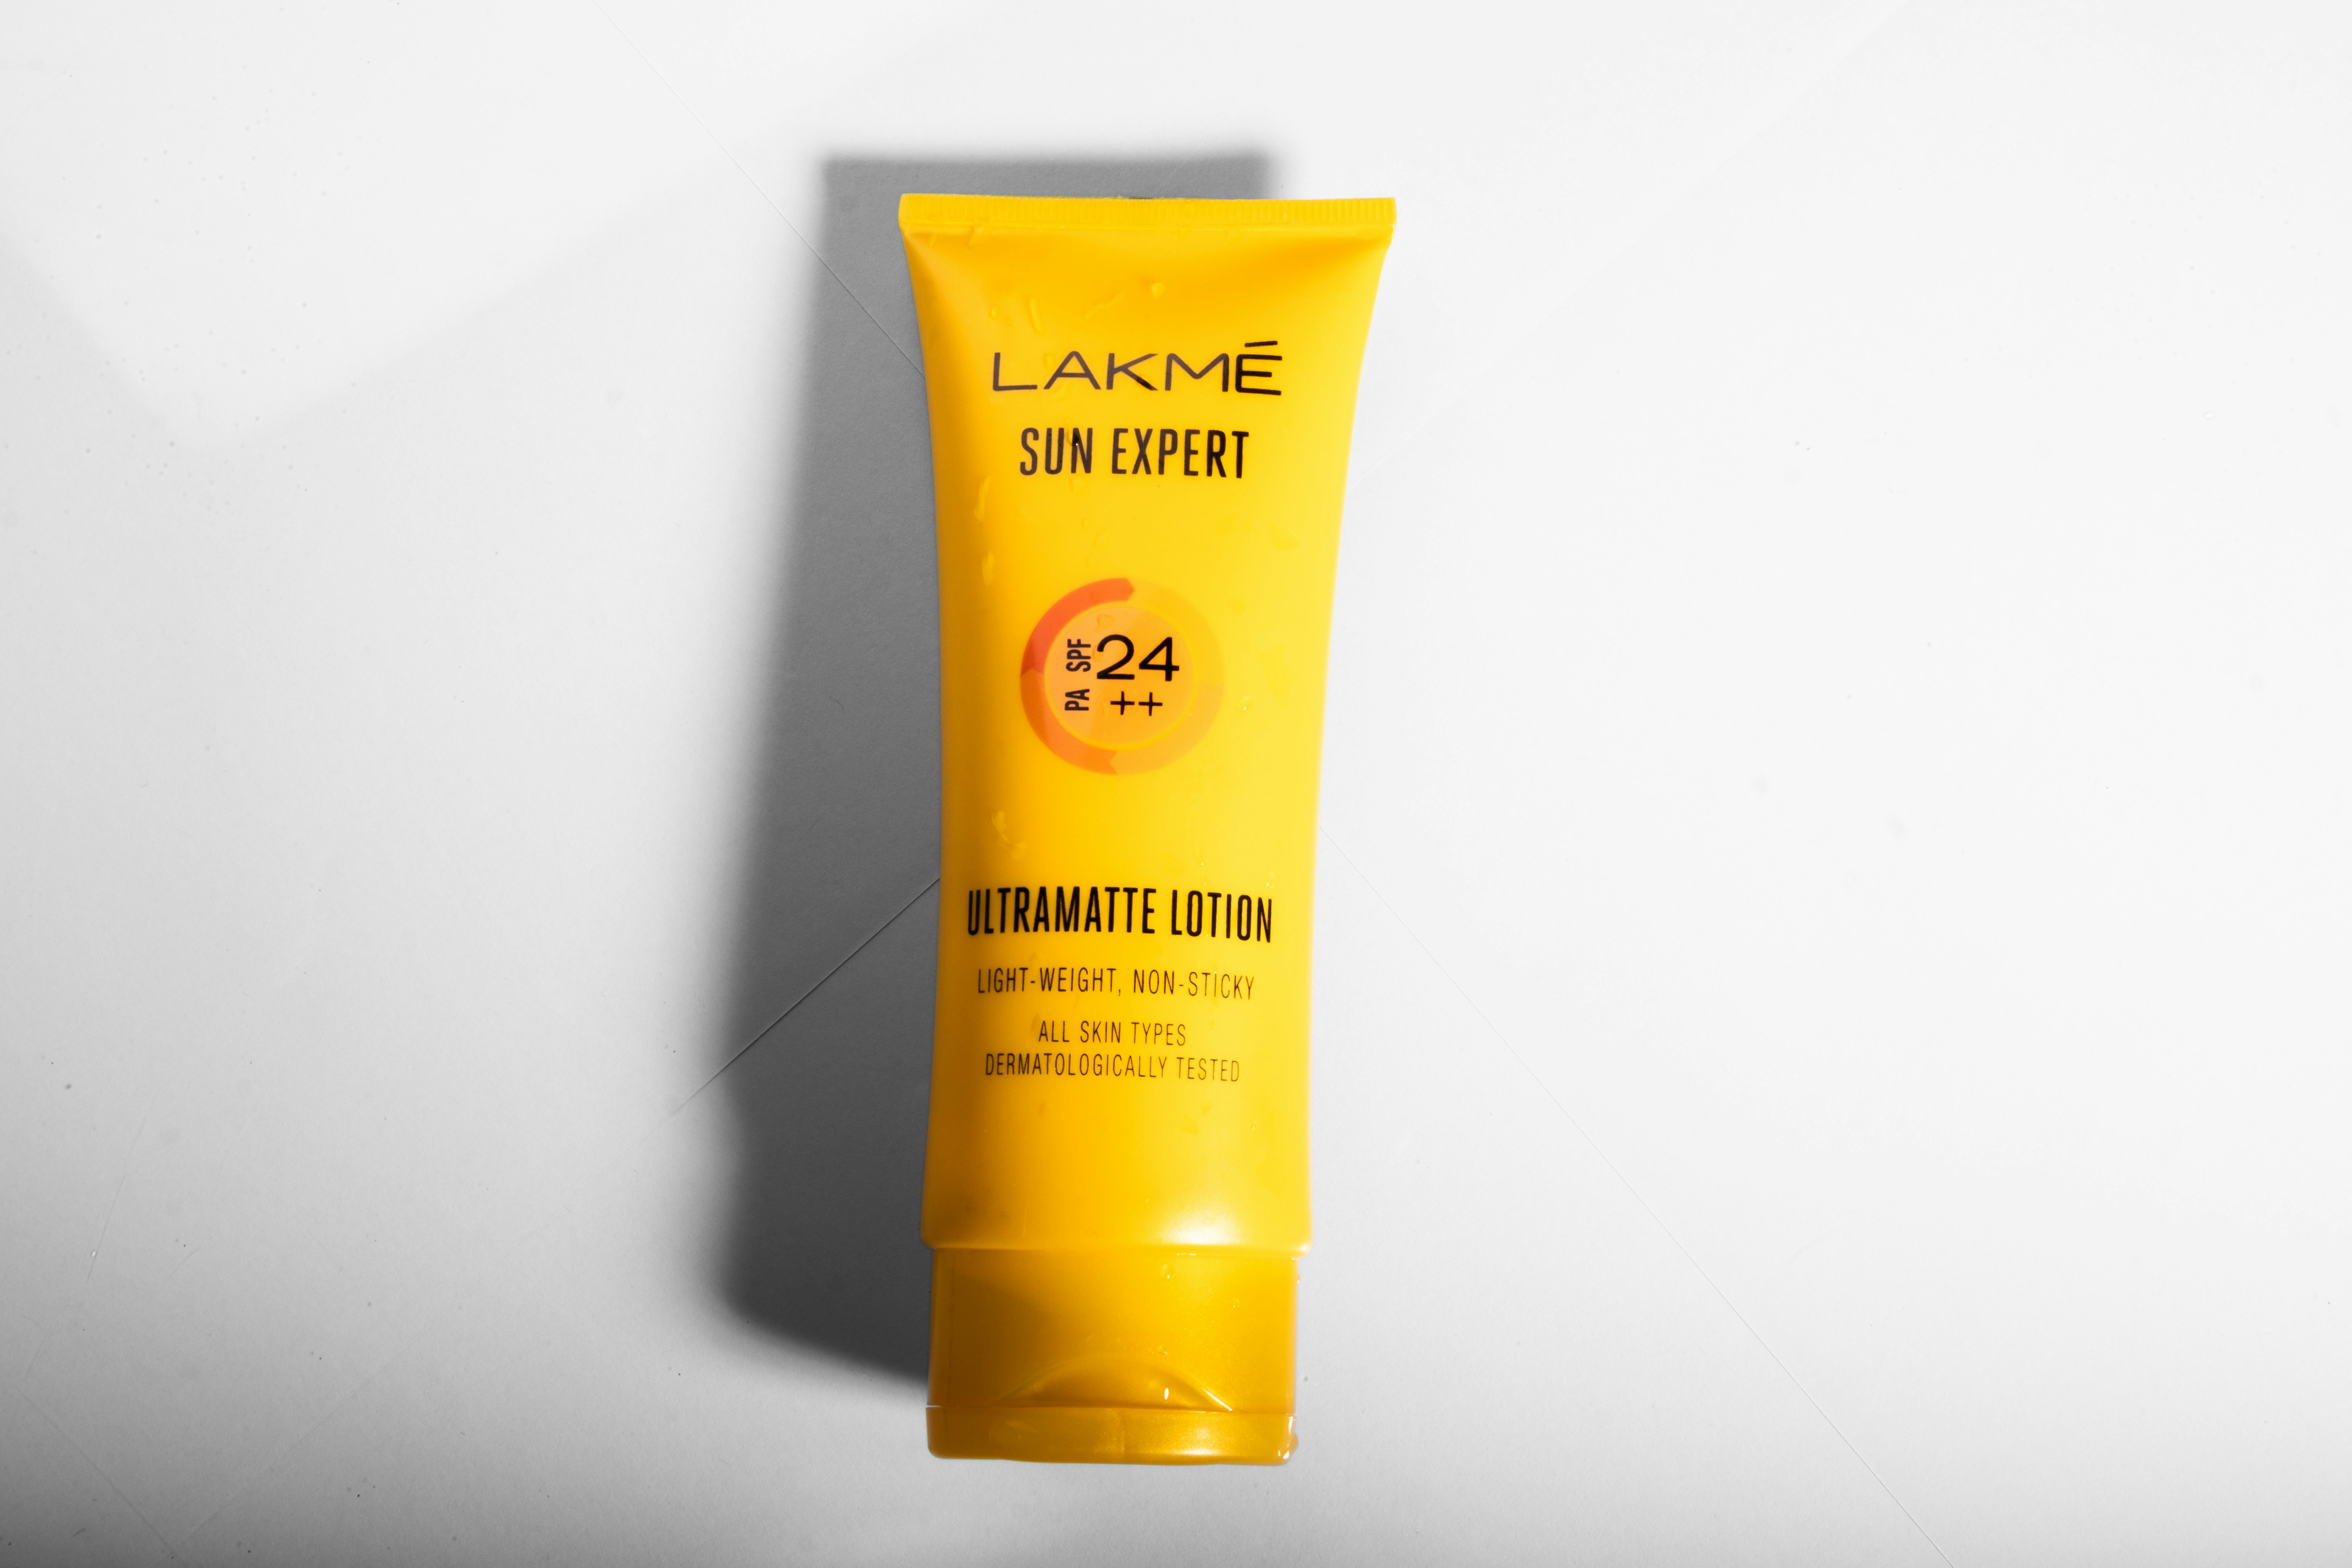 LAKMÉ
SUN EXPERT
SPF 24
PA ++
ULTRAMATTE LOTION
LIGHT-WEIGHT, NON-STICKY
ALL SKIN TYPES
DERMATOLOGICALLY TESTED